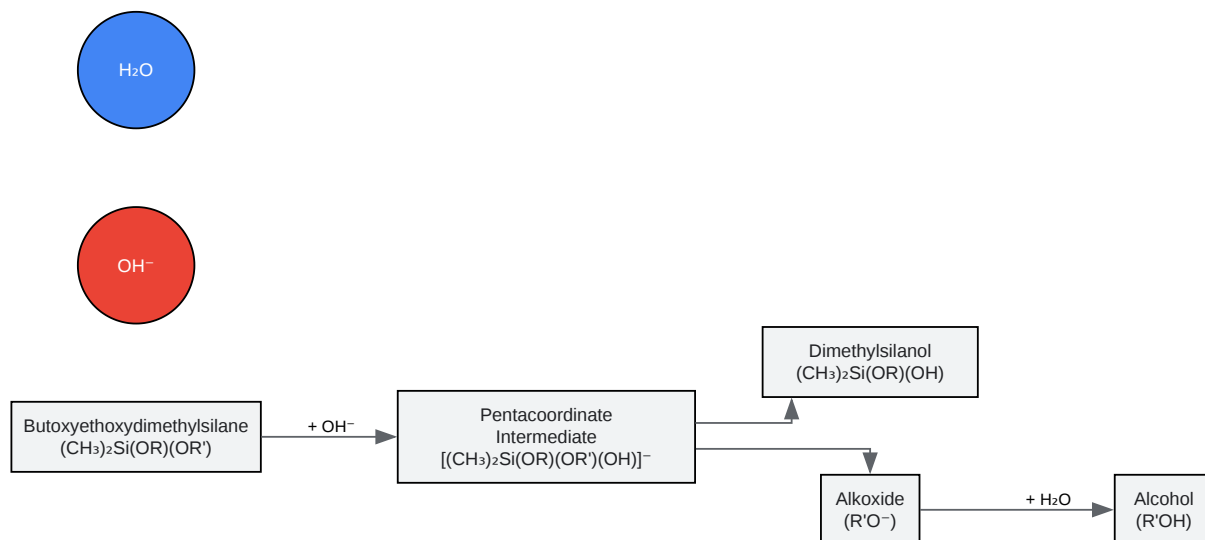 H₂O
OH⁻
Dimethylsilanol
(CH₃)₂Si(OR)(OH)
Butoxyethoxydimethylsilane
(CH₃)₂Si(OR)(OR')
+ OH⁻
Pentacoordinate
Intermediate
[(CH₃)₂Si(OR)(OR')(OH)]⁻
Alkoxide
(R'O⁻)
+ H₂O
Alcohol
(R'OH)